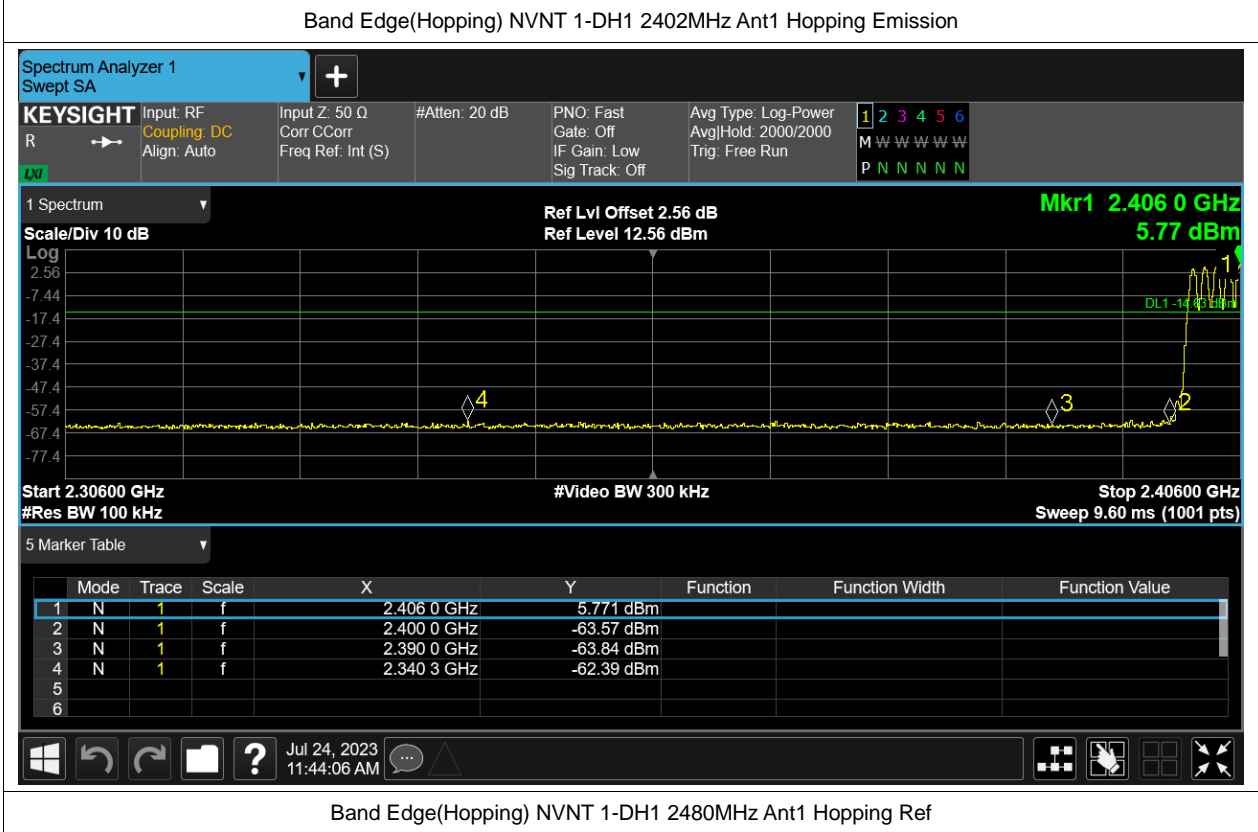 Band Edge(Hopping) NVNT 1-DH1 2402MHz Ant1 Hopping Emission
Spectrum Analyzer 1
Swept SA
KEYSIGHT
R
LXI
Input: RF
Coupling: DC
Align: Auto
Input Z: 50 Ω
Corr CCorr
Freq Ref: Int (S)
#Atten: 20 dB
PNO: Fast
Gate: Off
IF Gain: Low
Sig Track: Off
Avg Type: Log-Power
Avg|Hold: 2000/2000
Trig: Free Run
1 2 3 4 5 6
M W W W W W
P N N N N N
1 Spectrum
Scale/Div 10 dB
Ref Lvl Offset 2.56 dB
Ref Level 12.56 dBm
Mkr1 2.406 0 GHz
5.77 dBm
Log
2.56
-7.44
-17.4
-27.4
-37.4
-47.4
-57.4
-67.4
-77.4
1
DL1 -14.63 dBm
4
3
2
Start 2.30600 GHz
#Video BW 300 kHz
Stop 2.40600 GHz
#Res BW 100 kHz
Sweep 9.60 ms (1001 pts)
5 Marker Table
Mode Trace Scale X Y Function Function Width Function Value
1 N 1 f 2.406 0 GHz 5.771 dBm
2 N 1 f 2.400 0 GHz -63.57 dBm
3 N 1 f 2.390 0 GHz -63.84 dBm
4 N 1 f 2.340 3 GHz -62.39 dBm
5
6
?
Jul 24, 2023
11:44:06 AM
Band Edge(Hopping) NVNT 1-DH1 2480MHz Ant1 Hopping Ref